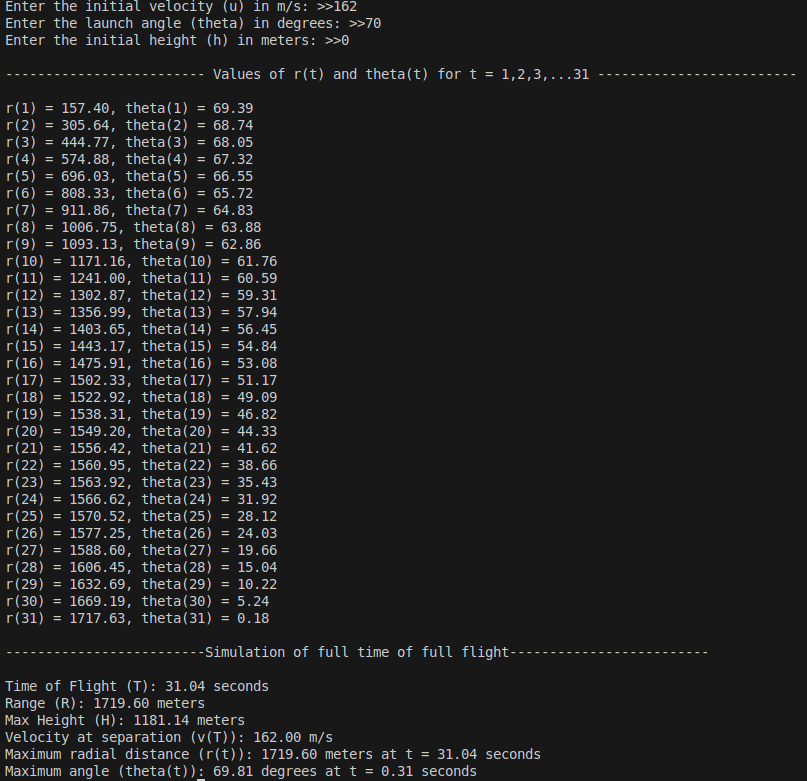 Enter the initial velocity (u) in m/s: >>162
Enter the launch angle (theta) in degrees: >>70
Enter the initial height (h) in meters: >>0
------------------------- Values of r(t) and theta(t) for t = 1,2,3,...31 -------------------------
r(1) = 157.40, theta(1) = 69.39
r(2) = 305.64, theta(2) = 68.74
r(3) = 444.77, theta(3) = 68.05
r(4) = 574.88, theta(4) = 67.32
r(5) = 696.03, theta(5) = 66.55
r(6) = 808.33, theta(6) = 65.72
r(7) = 911.86, theta(7) = 64.83
r(8) = 1006.75, theta(8) = 63.88
r(9) = 1093.13, theta(9) = 62.86
r(10) = 1171.16, theta(10) = 61.76
r(11) = 1241.00, theta(11) = 60.59
r(12) = 1302.87, theta(12) = 59.31
r(13) = 1356.99, theta(13) = 57.94
r(14) = 1403.65, theta(14) = 56.45
r(15) = 1443.17, theta(15) = 54.84
r(16) = 1475.91, theta(16) = 53.08
r(17) = 1502.33, theta(17) = 51.17
r(18) = 1522.92, theta(18) = 49.09
r(19) = 1538.31, theta(19) = 46.82
r(20) = 1549.20, theta(20) = 44.33
r(21) = 1556.42, theta(21) = 41.62
r(22) = 1560.95, theta(22) = 38.66
r(23) = 1563.92, theta(23) = 35.43
r(24) = 1566.62, theta(24) = 31.92
r(25) = 1570.52, theta(25) = 28.12
r(26) = 1577.25, theta(26) = 24.03
r(27) = 1588.60, theta(27) = 19.66
r(28) = 1606.45, theta(28) = 15.04
r(29) = 1632.69, theta(29) = 10.22
r(30) = 1669.19, theta(30) = 5.24
r(31) = 1717.63, theta(31) = 0.18
-------------------------Simulation of full time of full flight-------------------------
Time of Flight (T): 31.04 seconds
Range (R): 1719.60 meters
Max Height (H): 1181.14 meters
Velocity at separation (v(T)): 162.00 m/s
Maximum radial distance (r(t)): 1719.60 meters at t = 31.04 seconds
Maximum angle (theta(t)): 69.81 degrees at t = 0.31 seconds